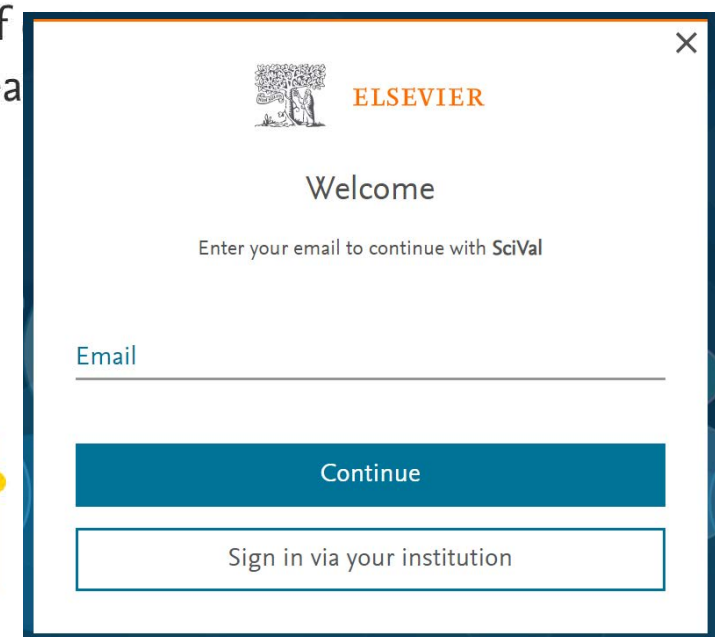 f
a
ELSEVIER
Welcome
Enter your email to continue with SciVal
Email
Continue
Sign in via your institution